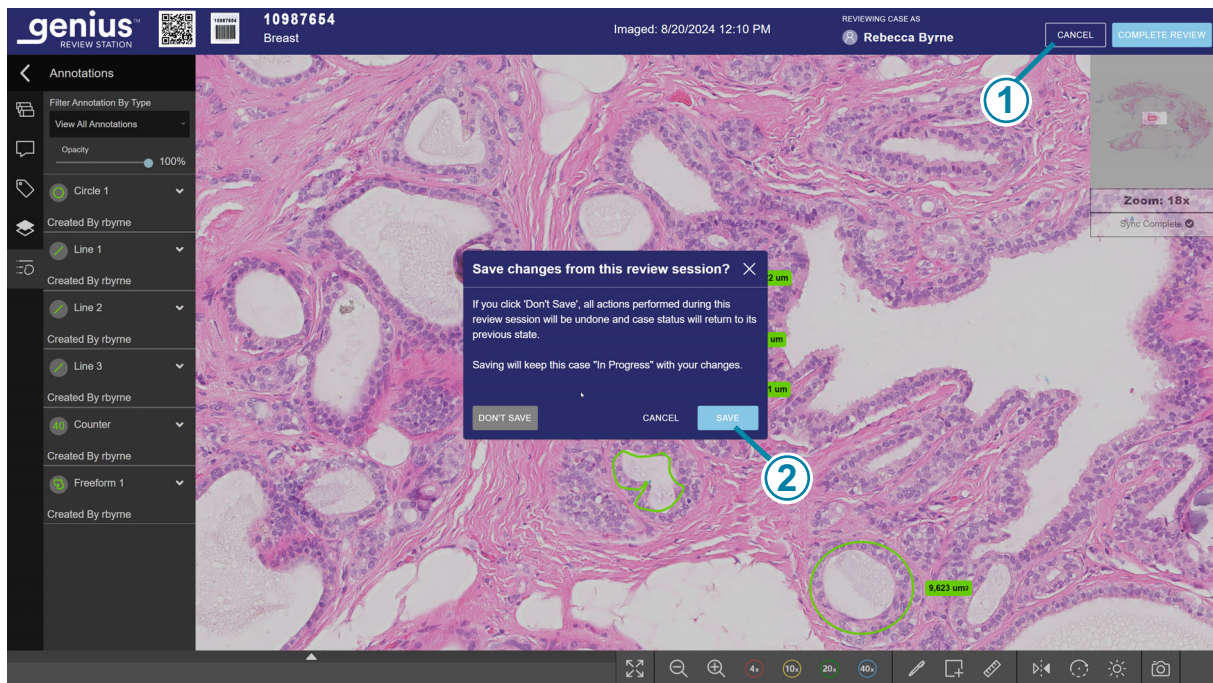 genius™
REVIEW STATION
10987654
10987654
Breast
Imaged: 8/20/2024 12:10 PM
REVIEWING CASE AS
Rebecca Byrne
CANCEL
COMPLETE REVIEW
1
Annotations
Filter Annotation By Type
View All Annotations
Opacity
100%
Circle 1
Created By rbyrne
Line 1
Created By rbyrne
Line 2
Created By rbyrne
Line 3
Created By rbyrne
40 Counter
Created By rbyrne
Freeform 1
Created By rbyrne
Zoom: 18x
Sync Complete
Save changes from this review session?
If you click 'Don't Save', all actions performed during this
review session will be undone and case status will return to its
previous state.
Saving will keep this case "In Progress" with your changes.
DON'T SAVE
CANCEL
SAVE
2
2 um
um
1 um
9,623 um2
4x
10x
20x
40x